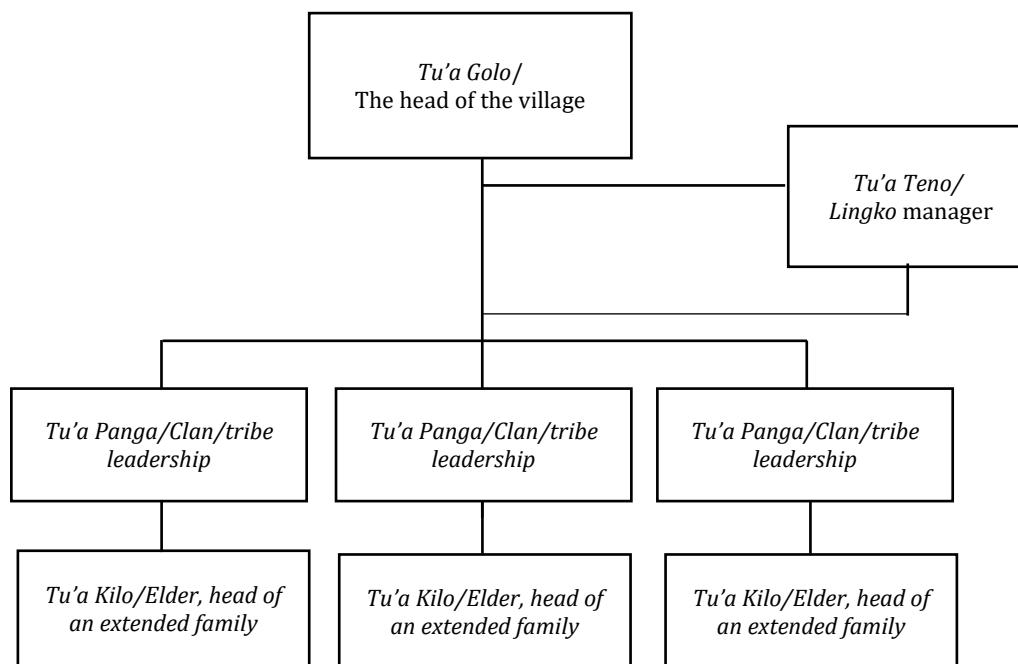 Tu’a Golo/
The head of the village
Tu’a Teno/
Lingko manager
Tu’a Panga/Clan/tribe
leadership
Tu’a Panga/Clan/tribe
leadership
Tu’a Panga/Clan/tribe
leadership
Tu’a Kilo/Elder, head of
an extended family
Tu’a Kilo/Elder, head of
an extended family
Tu’a Kilo/Elder, head of
an extended family